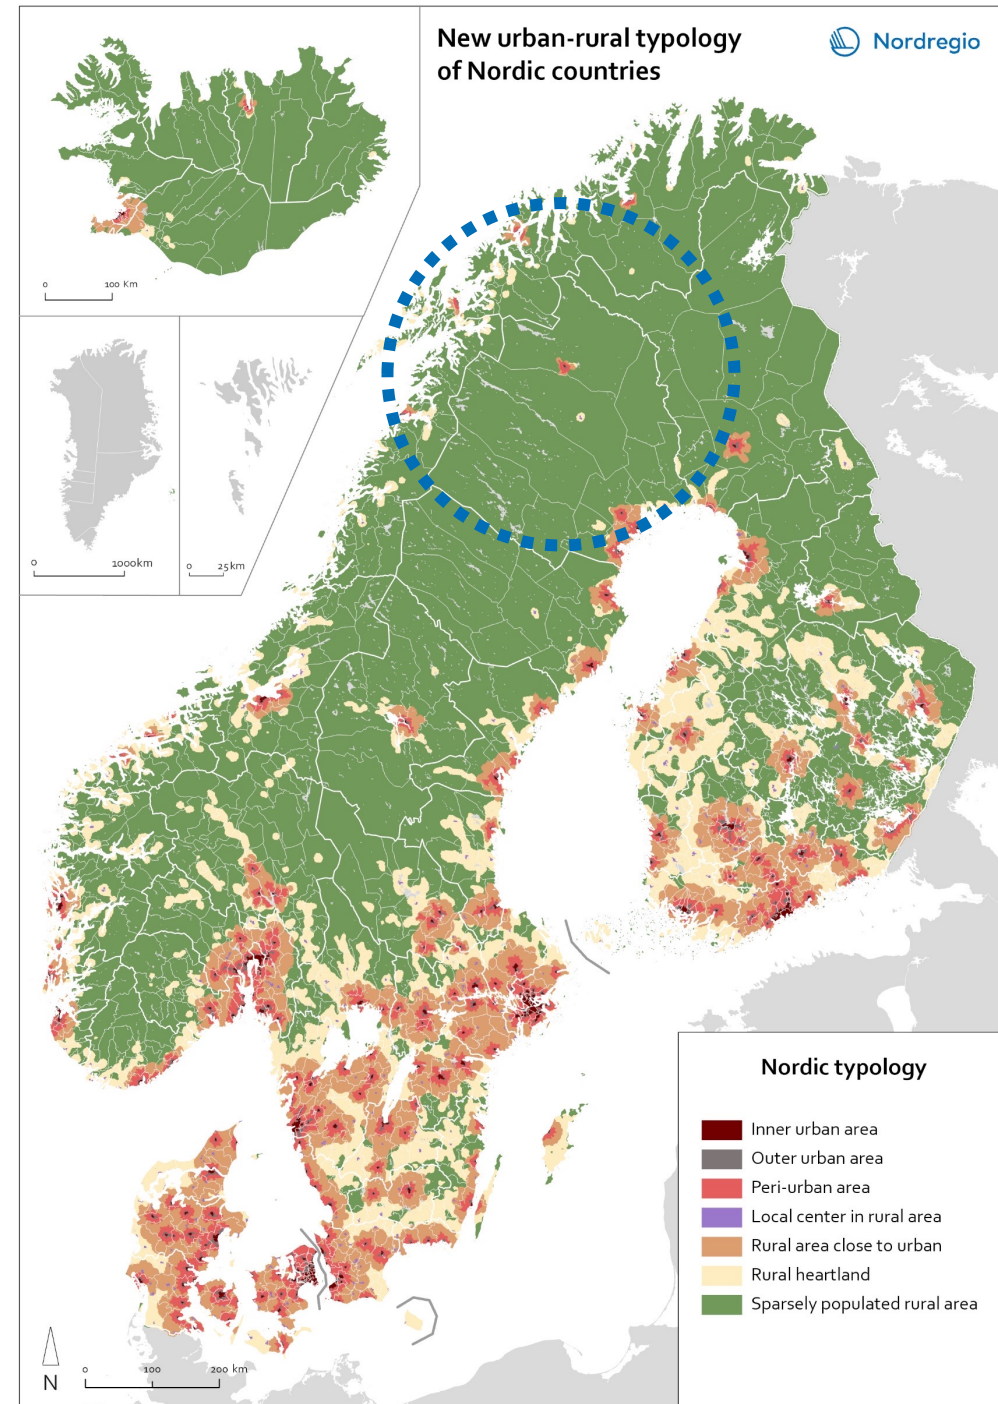 New urban-rural typology
of Nordic countries
Nordregio
0 100 Km
0 1000km
0 25km
Nordic typology
Inner urban area
Outer urban area
Peri-urban area
Local center in rural area
Rural area close to urban
Rural heartland
Sparsely populated rural area
N
0 100 200 km